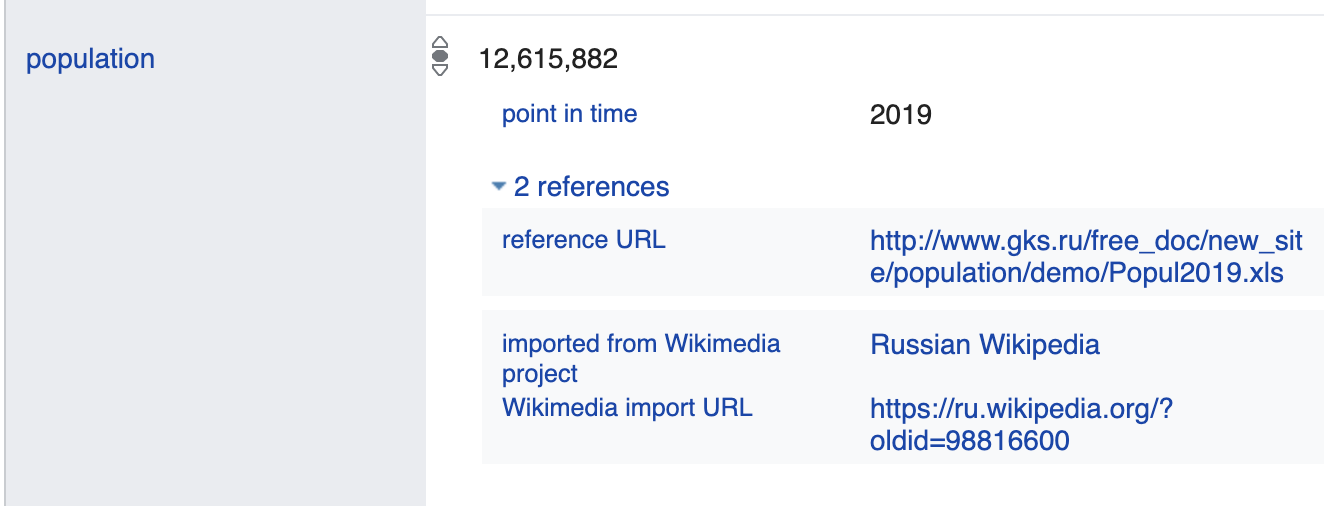 population
12,615,882
point in time
2019
2 references
reference URL
http://www.gks.ru/free_doc/new_sit
e/population/demo/Popul2019.xls
imported from Wikimedia
project
Russian Wikipedia
Wikimedia import URL
https://ru.wikipedia.org/?
oldid=98816600